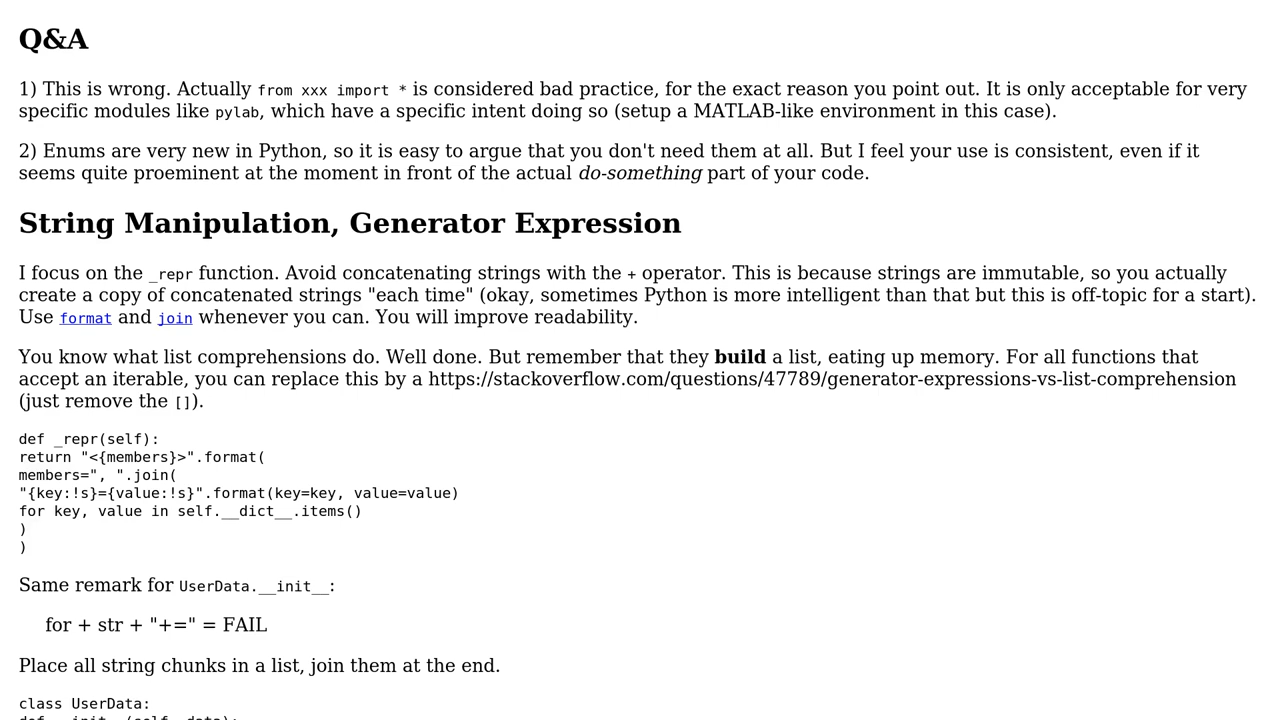 Q&A
1) This is wrong. Actually from xxx import * is considered bad practice, for the exact reason you point out. It is only acceptable for very
specific modules like pylab, which have a specific intent doing so (setup a MATLAB-like environment in this case).
2) Enums are very new in Python, so it is easy to argue that you don't need them at all. But I feel your use is consistent, even if it
seems quite proeminent at the moment in front of the actual do-something part of your code.
String Manipulation, Generator Expression
I focus on the _repr function. Avoid concatenating strings with the + operator. This is because strings are immutable, so you actually
create a copy of concatenated strings "each time" (okay, sometimes Python is more intelligent than that but this is off-topic for a start).
Use format and join whenever you can. You will improve readability.
You know what list comprehensions do. Well done. But remember that they build a list, eating up memory. For all functions that
accept an iterable, you can replace this by a https://stackoverflow.com/questions/47789/generator-expressions-vs-list-comprehension
(just remove the []).
def _repr(self):
return "<{members}>".format(
members=", ".join(
"{key:!s}={value:!s}".format(key=key, value=value)
for key, value in self.__dict__.items()
)
)
Same remark for UserData.__init__:
for + str + "+=" = FAIL
Place all string chunks in a list, join them at the end.
class UserData:
def __init__(self, data):